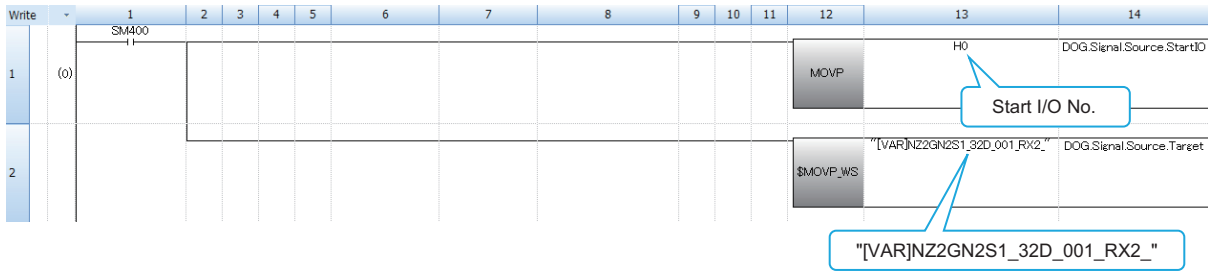 Write 1 2 3 4 5 6 7 8 9 10 11 12 13 14
SM400
1 (0) MOVP H0 DOG.Signal.Source.StartIO
Start I/O No.
2 $MOVP_WS "[VAR]NZ2GN2S1_32D_001_RX2_" DOG.Signal.Source.Target
"[VAR]NZ2GN2S1_32D_001_RX2_"